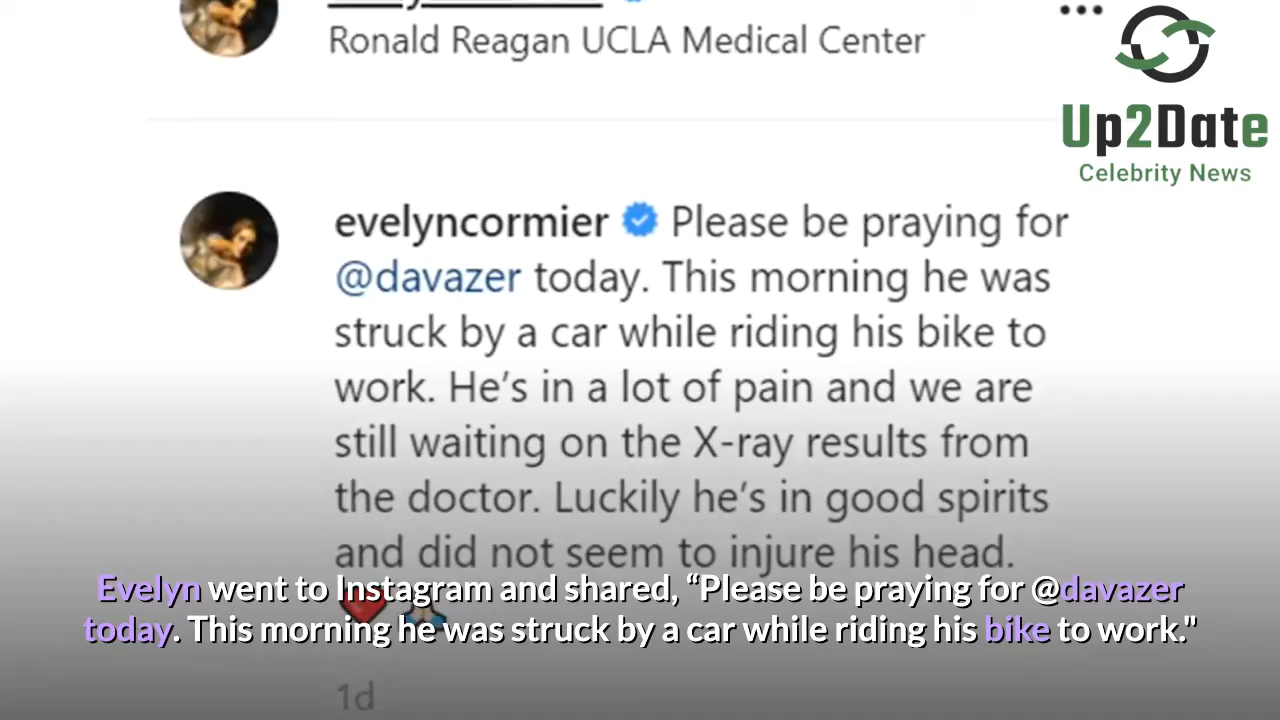 Ronald Reagan UCLA Medical Center
Up2Date
Celebrity News
evelyncormier Please be praying for
@davazer today. This morning he was
struck by a car while riding his bike to
work. He’s in a lot of pain and we are
still waiting on the X-ray results from
the doctor. Luckily he’s in good spirits
and did not seem to injure his head.
Evelyn went to Instagram and shared, “Please be praying for @davazer
today. This morning he was struck by a car while riding his bike to work."
1d